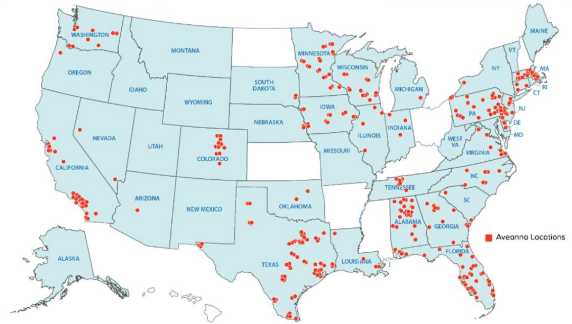 WASHINGTON
MONTANA
OREGON
IDAHO
WYOMING
NEVADA
UTAH
COLORADO
CALIFORNIA
ARIZONA
NEW MEXICO
SOUTH
DAKOTA
NEBRASKA
MINNESOTA
WISCONSIN
IOWA
MICHIGAN
ILLINOIS
INDIANA
MISSOURI
OKLAHOMA
TEXAS
LOUISIANA
TENNESSEE
ALABAMA
GEORGIA
FLORIDA
SC
NC
VIRGINIA
WEST
VA
PA
NY
VT
MAINE
MA
RI
CT
NJ
DE
MD
ALASKA
Aveanna Locations